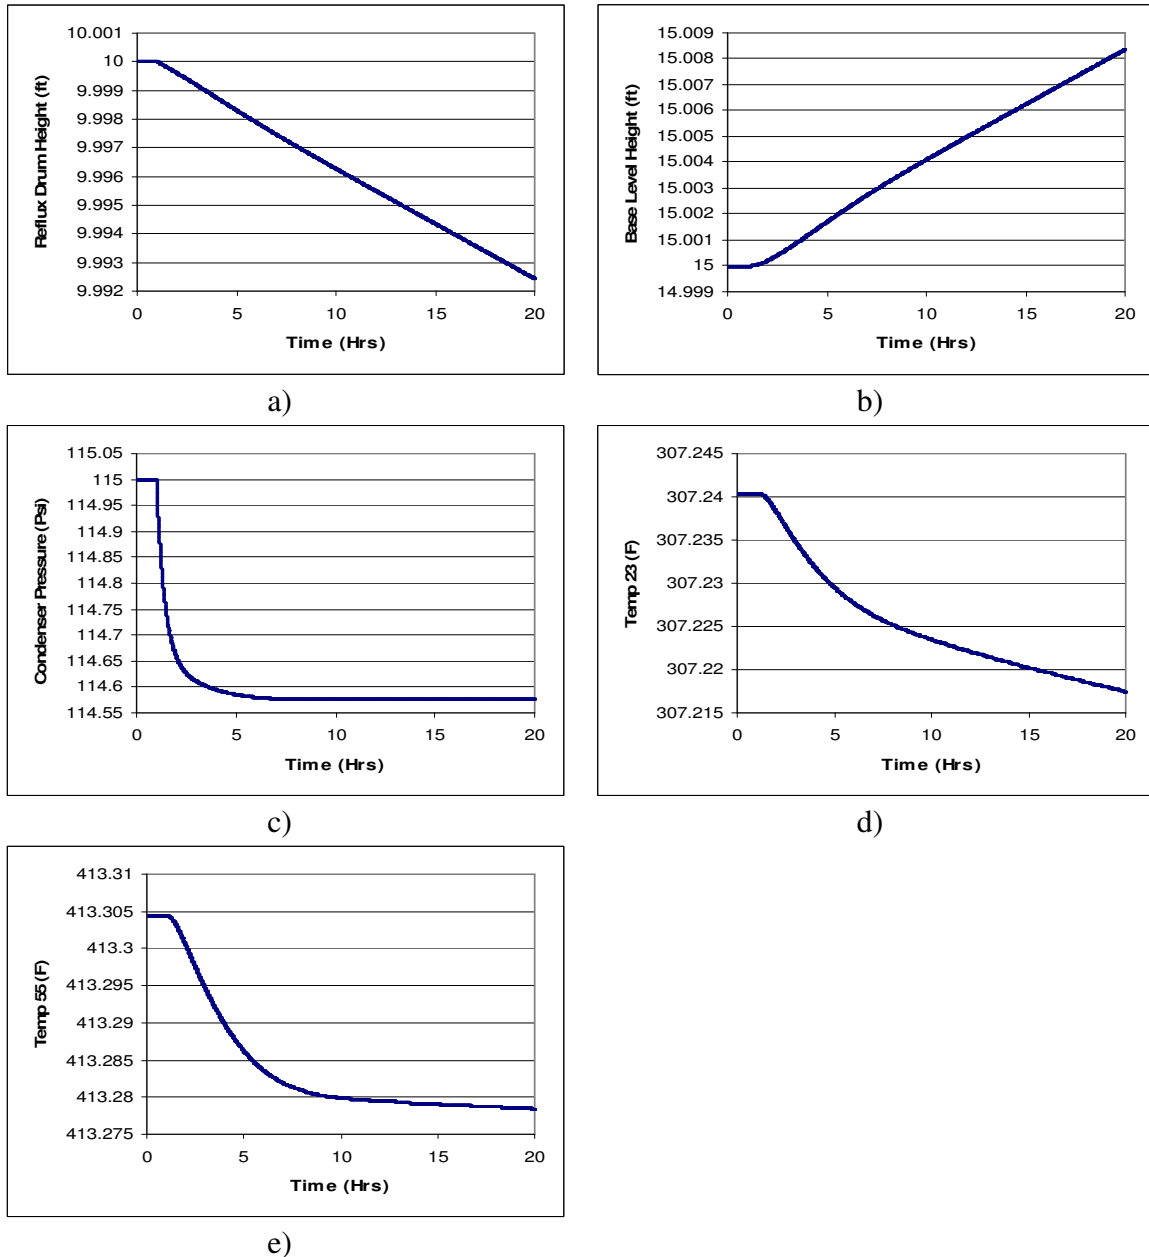 10.001
10
9.999
9.998
9.997
9.996
9.995
9.994
9.993
9.992
Reflux Drum Height (ft)
0 5 10 15 20
Time (Hrs)
a)
15.009
15.008
15.007
15.006
15.005
15.004
15.003
15.002
15.001
15
14.999
Base Level Height (ft)
0 5 10 15 20
Time (Hrs)
b)
115.05
115
114.95
114.9
114.85
114.8
114.75
114.7
114.65
114.6
114.55
Condenser Pressure (Psi)
0 5 10 15 20
Time (Hrs)
c)
307.245
307.24
307.235
307.23
307.225
307.22
307.215
Temp 23 (F)
0 5 10 15 20
Time (Hrs)
d)
413.31
413.305
413.3
413.295
413.29
413.285
413.28
413.275
Temp 55 (F)
0 5 10 15 20
Time (Hrs)
e)